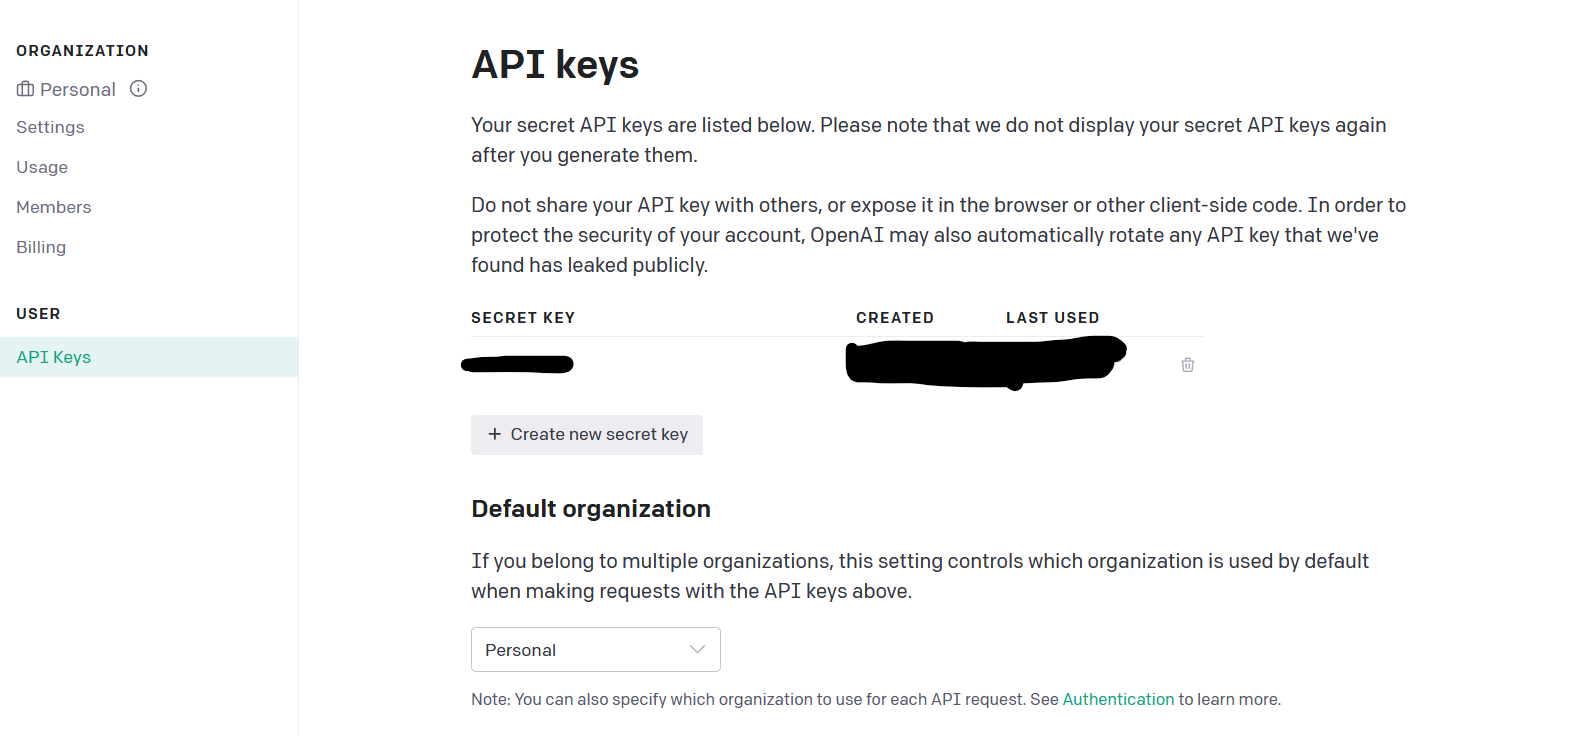 ORGANIZATION
Personal
Settings
Usage
Members
Billing
USER
API Keys
API keys
Your secret API keys are listed below. Please note that we do not display your secret API keys again
after you generate them.
Do not share your API key with others, or expose it in the browser or other client-side code. In order to
protect the security of your account, OpenAI may also automatically rotate any API key that we've
found has leaked publicly.
SECRET KEY CREATED LAST USED
+ Create new secret key
Default organization
If you belong to multiple organizations, this setting controls which organization is used by default
when making requests with the API keys above.
Personal
Note: You can also specify which organization to use for each API request. See Authentication to learn more.